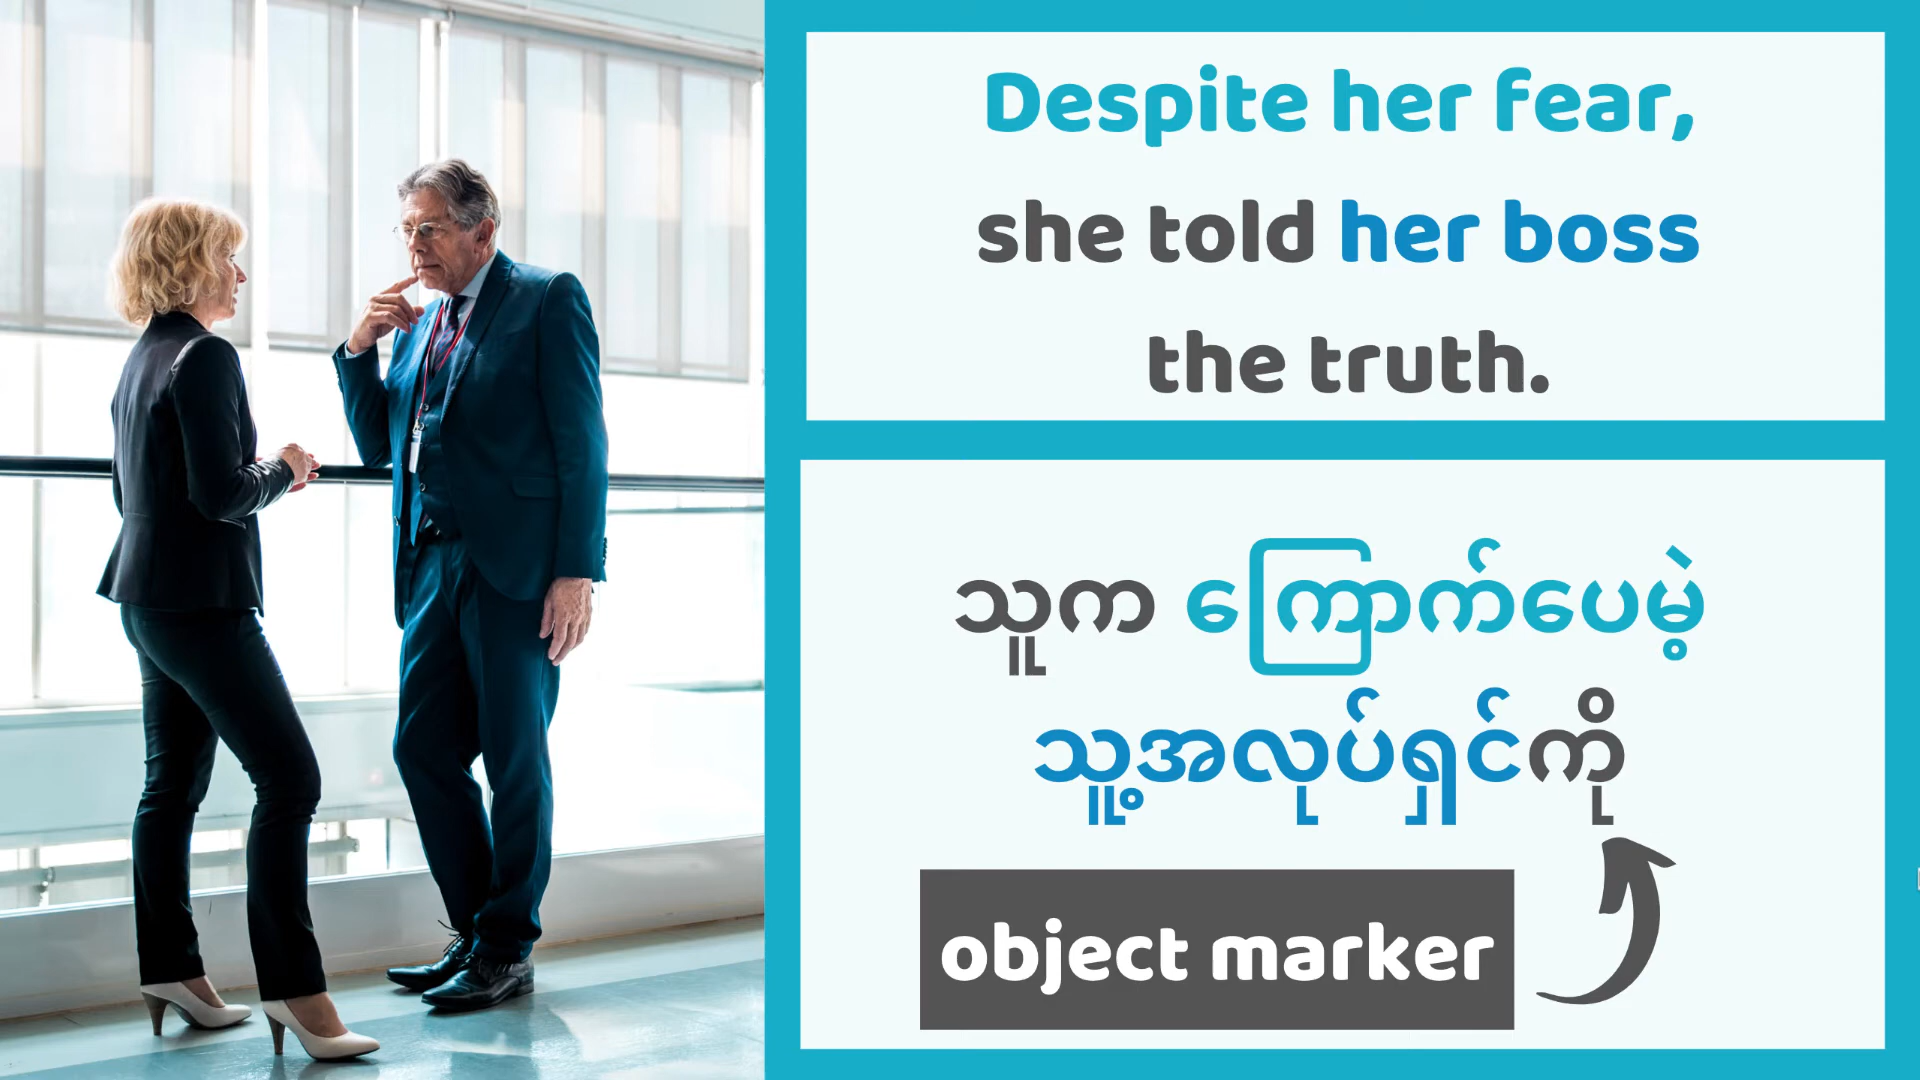 Despite her fear,
she told her boss
the truth.
သူက ကြောက်ပေမဲ့
သူ့အလုပ်ရှင်ကို
object marker